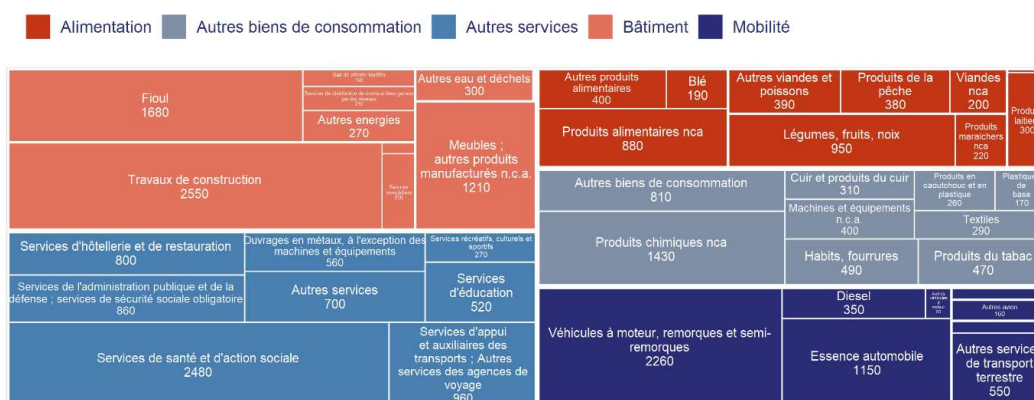 Alimentation
Autres biens de consommation
Autres services
Bâtiment
Mobilité
Fioul
1680
Autres energies
270
Autres eau et déchets
300
Travaux de construction
2550
Meubles ;
autres produits
manufacturés n.c.a.
1210
Autres produits
alimentaires
400
Blé
190
Autres viandes et
poissons
390
Produits de la
pêche
380
Viandes
nca
200
laitiers
300
Produits alimentaires nca
880
Légumes, fruits, noix
950
Produits
maraichers
nca
220
Services d'hôtellerie et de restauration
800
Ouvrages en métaux, à l'exception des
machines et équipements
560
Services récréatifs, culturels et
sportifs
270
Services de l'administration publique et de la
défense ; services de sécurité sociale obligatoire
860
Autres services
700
Services
d'éducation
520
Services de santé et d'action sociale
2480
Services d'appui
et auxiliaires des
transports ; Autres
services des agences de
voyage
960
Autres biens de consommation
810
Cuir et produits du cuir
310
Produits en
caoutchouc et en
plastique
260
de
base
170
Machines et équipements
n.c.a.
400
Textiles
290
Produits chimiques nca
1430
Habits, fourrures
490
Produits du tabac
470
Véhicules à moteur, remorques et semi-
remorques
2260
Diesel
350
Autres avion
160
Essence automobile
1150
Autres services
de transport
terrestre
550